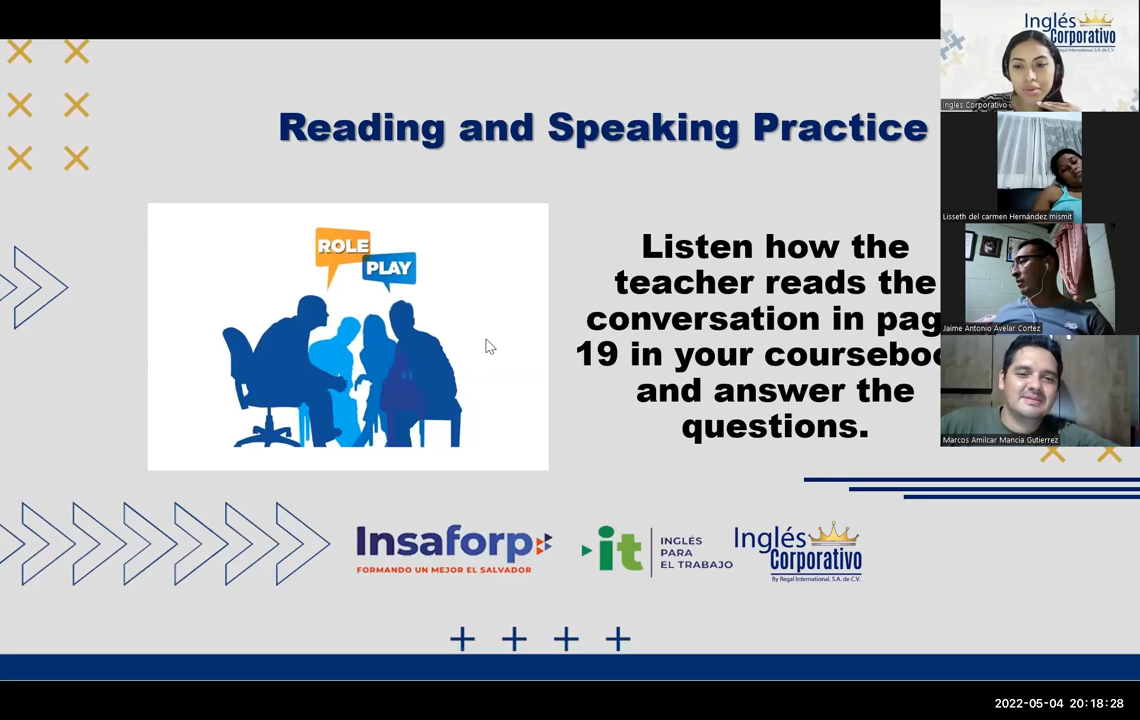 Reading and Speaking Practice
ROLE
PLAY
Listen how the
teacher reads the
conversation in pag
19 in your courseboo
and answer the
questions.
Insaforp
FORMANDO UN MEJOR EL SALVADOR
it
INGLÉS
PARA
EL TRABAJO
Inglés
Corporativo
By Regal International, S.A. de C.V.
Inglés
Corporativo
Regal International, S.A. de C.V.
Ingles Corporativo
Lisseth del carmen Hernández mismit
Jaime Antonio Avelar Cortez
Marcos Amilcar Mancia Gutierrez
2022-05-04 20:18:28